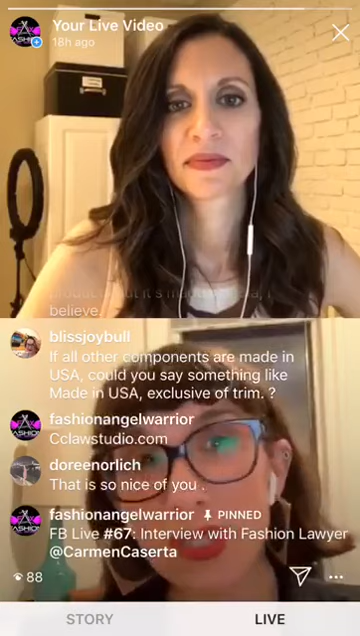 Your Live Video
18h ago
believe.
blissjoybull
If all other components are made in
USA, could you say something like
Made in USA, exclusive of trim. ?
fashionangelwarrior
Cclawstudio.com
doreenorlich
That is so nice of you .
fashionangelwarrior PINNED
FB Live #67: Interview with Fashion Lawyer
@CarmenCaserta
88
STORY
LIVE